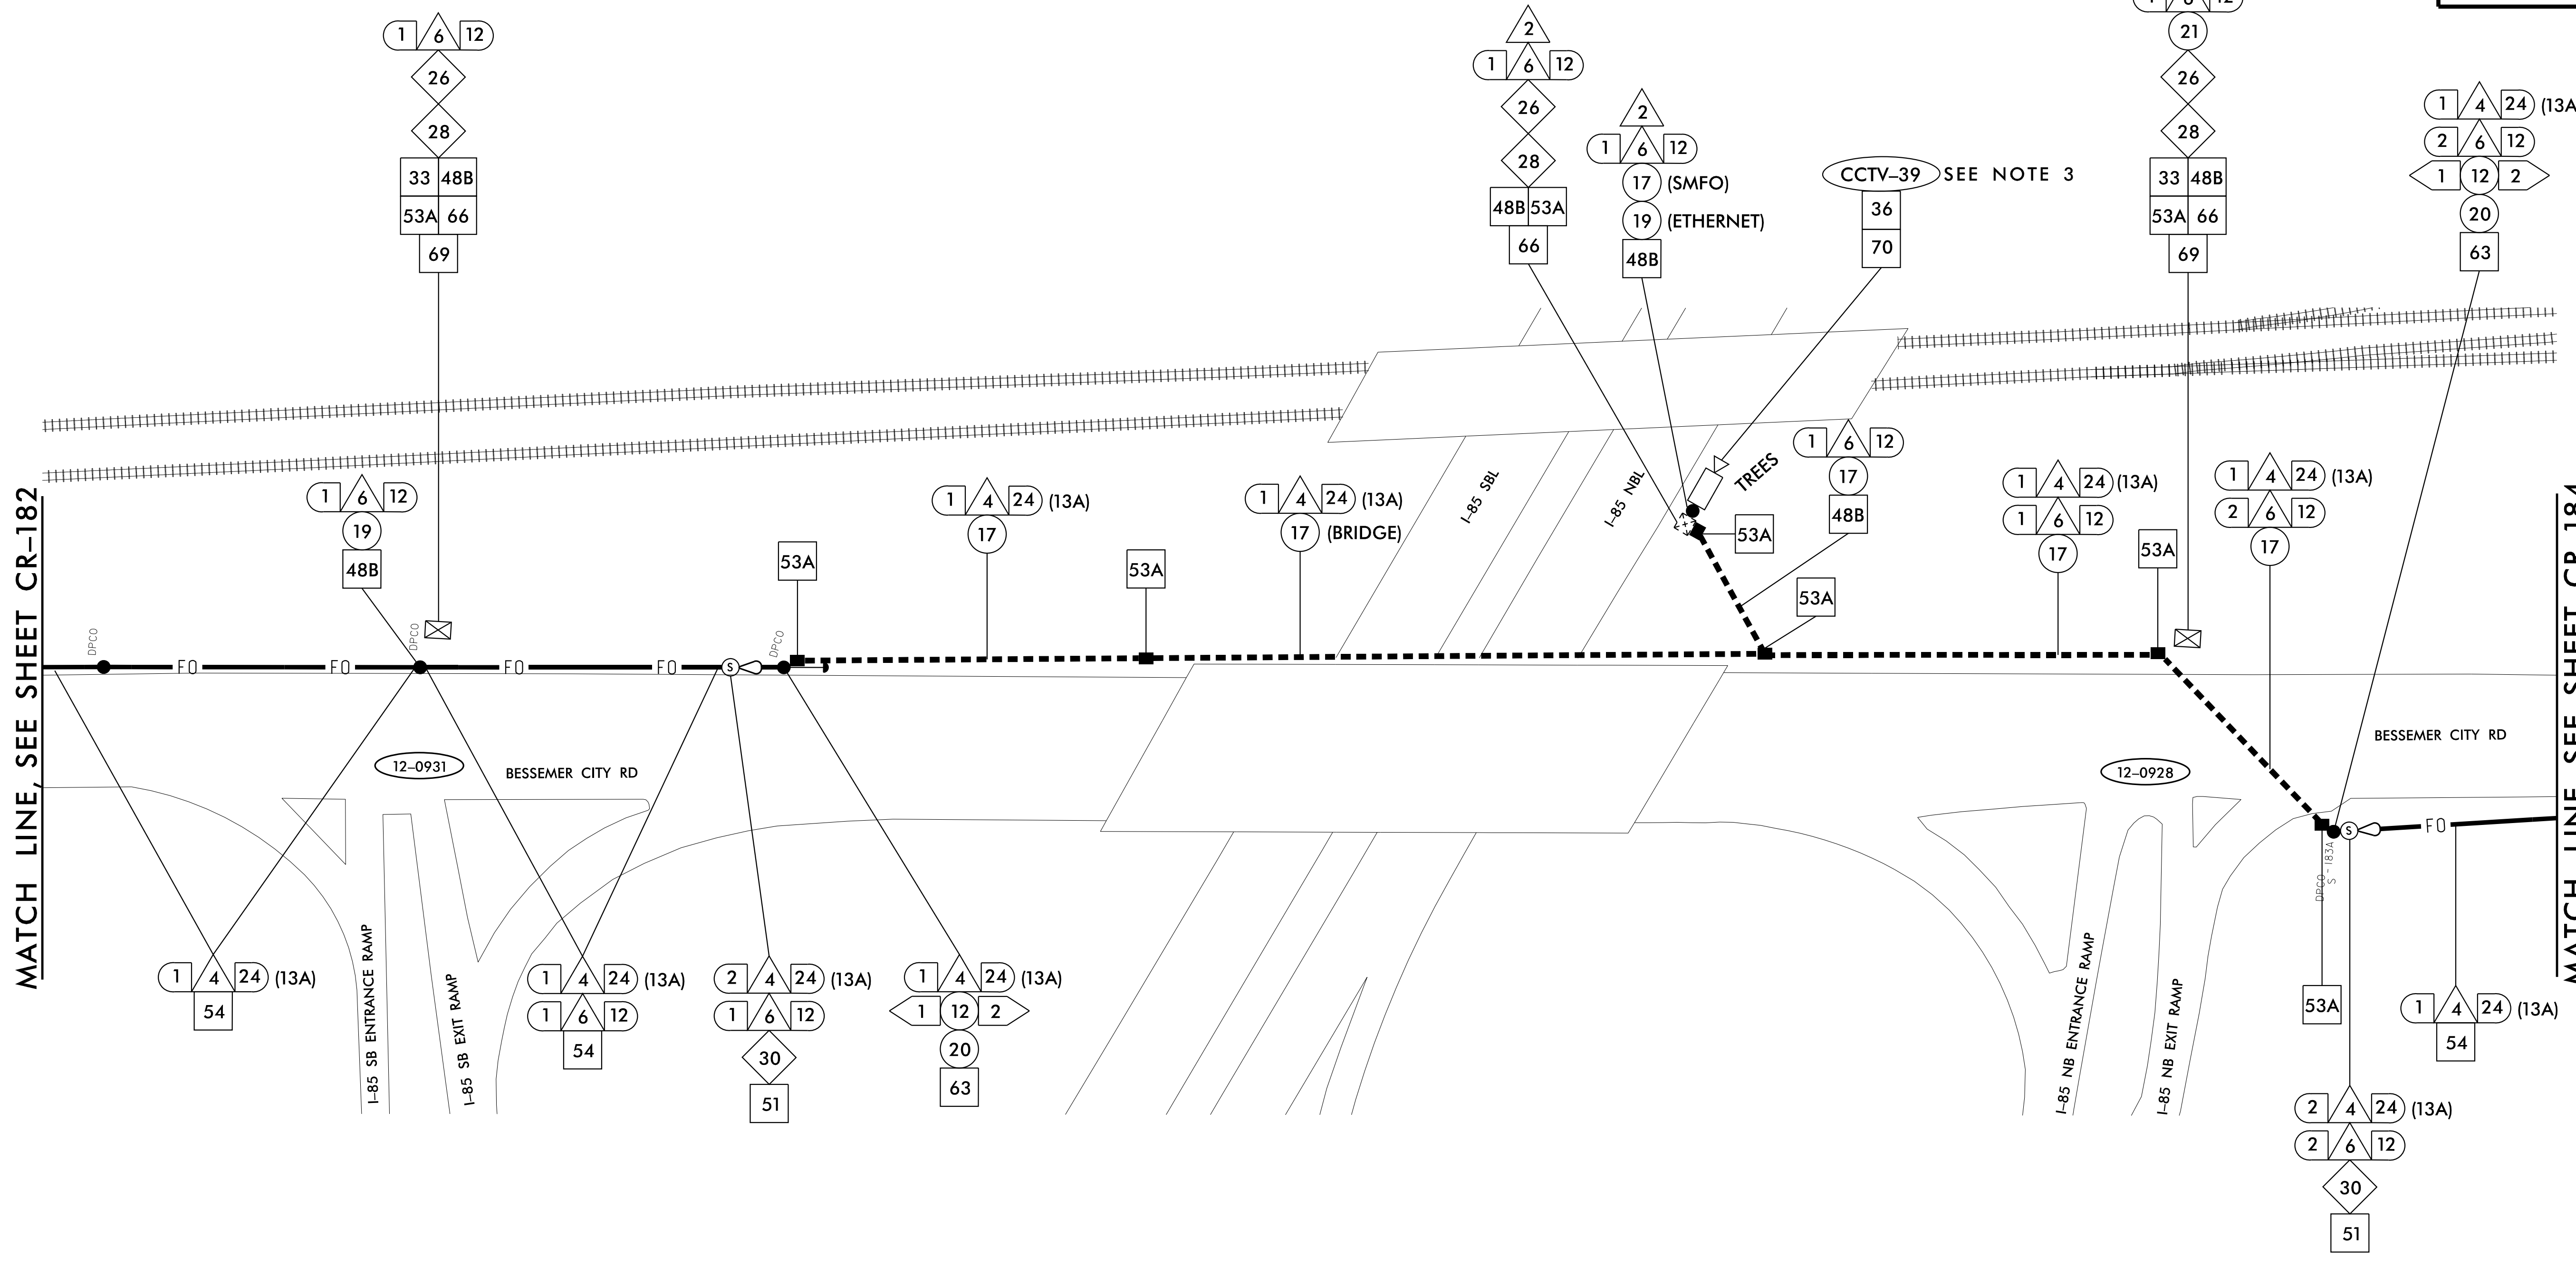 1 6 12
26
28
33 48B
53A 66
69
2
1 6 12
26
28
48B 53A
66
2
1 6 12
17 (SMFO)
19 (ETHERNET)
48B
CCTV-39 SEE NOTE 3
36
70
12
21
26
28
33 48B
53A 66
69
1 4 24 (13A
2 6 12
1 12 2
20
63
MATCH LINE, SEE SHEET CR-182
1 6 12
19
48B
53A
1 4 24 (13A)
17
53A
1 4 24 (13A)
17 (BRIDGE)
I-85 SBL
I-85 NBL
TREES
53A
1 6 12
17
48B
53A
1 4 24 (13A)
1 6 12
17
53A
1 4 24 (13A)
2 6 12
17
DPCO
DPCO
DPCO
FO
FO
FO
FO
S
12-0931
BESSEMER CITY RD
12-0928
BESSEMER CITY RD
S
FO
DPCO
S-183A
I-85 SB ENTRANCE RAMP
I-85 SB EXIT RAMP
I-85 NB ENTRANCE RAMP
I-85 NB EXIT RAMP
1 4 24 (13A)
54
1 4 24 (13A)
1 6 12
54
2 4 24 (13A)
1 6 12
30
51
1 4 24 (13A)
1 12 2
20
63
53A
1 4 24 (13A)
54
2 4 24 (13A)
2 6 12
30
51